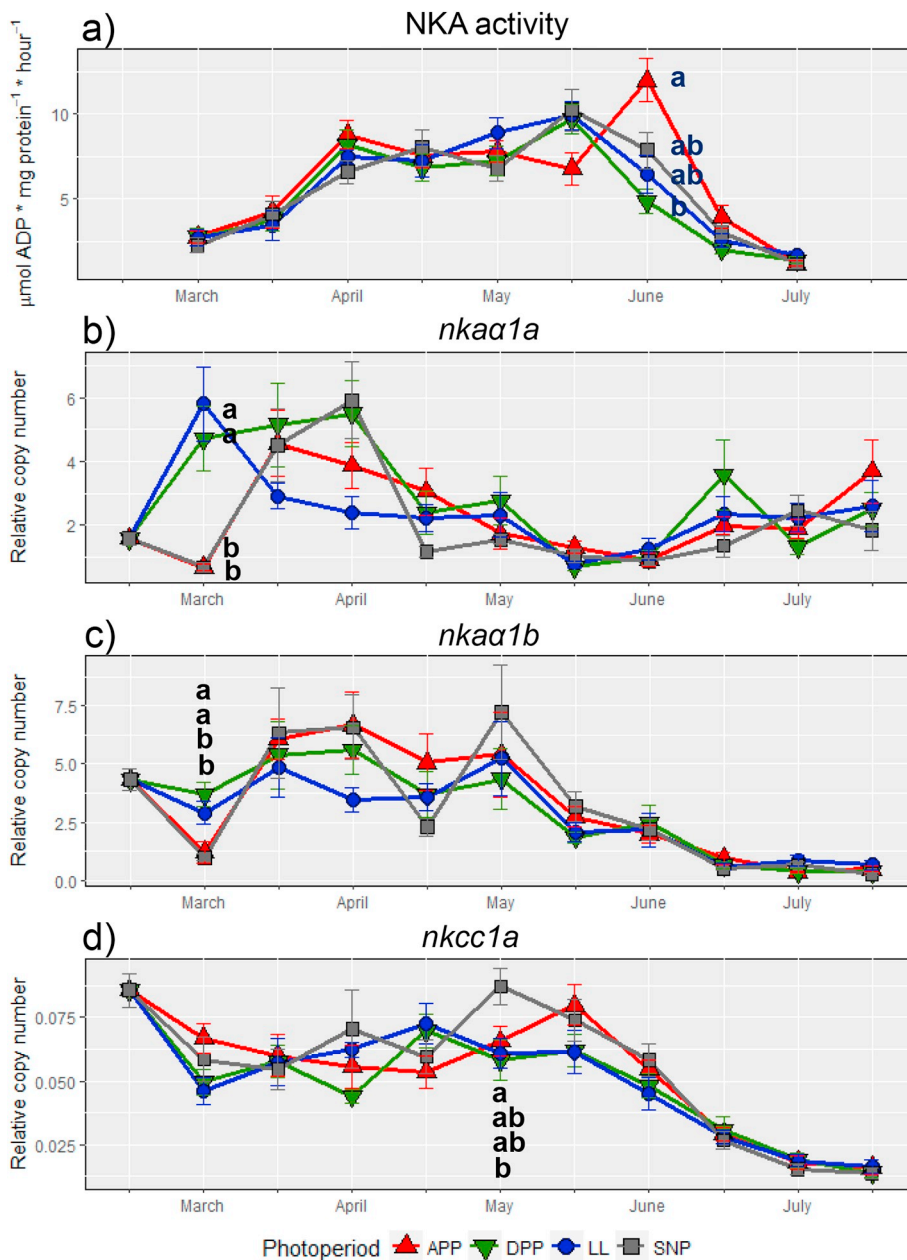 a) NKA activity
μmol ADP * mg protein⁻¹ * hour⁻¹
10
5
a
ab
ab
b
March April May June July
b) nkaα1a
Relative copy number
6
4
2
a
a
b
b
March April May June July
c) nkaα1b
Relative copy number
7.5
5.0
2.5
0.0
a
a
b
b
March April May June July
d) nkcc1a
Relative copy number
0.075
0.050
0.025
a
ab
ab
b
March April May June July
Photoperiod APP DPP LL SNP